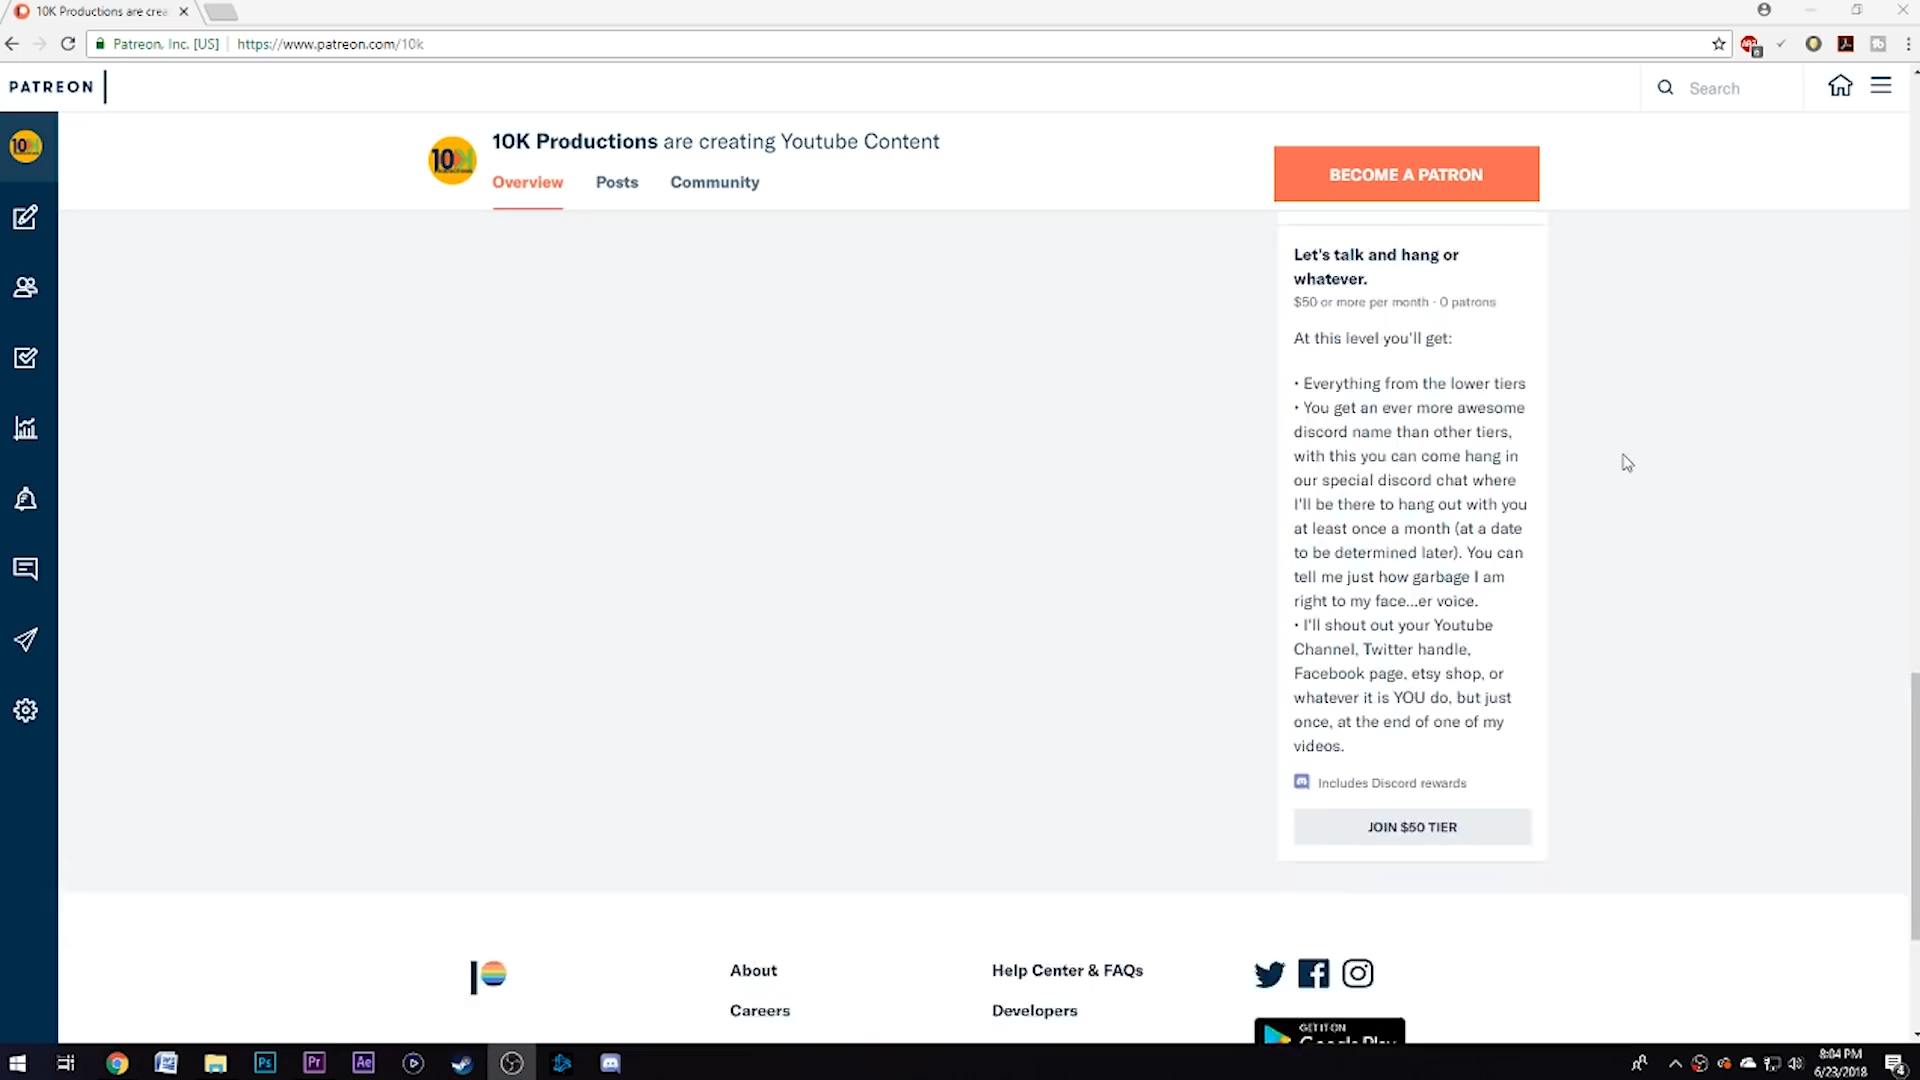 10K Productions are crea
Patreon, Inc. [US]
https://www.patreon.com/10k
PATREON
Search
10K
10K
10K Productions are creating Youtube Content
Overview
Posts
Community
BECOME A PATRON
Let's talk and hang or
whatever.
$50 or more per month · 0 patrons
At this level you'll get:
• Everything from the lower tiers
• You get an ever more awesome
discord name than other tiers,
with this you can come hang in
our special discord chat where
I'll be there to hang out with you
at least once a month (at a date
to be determined later). You can
tell me just how garbage I am
right to my face...er voice.
• I'll shout out your Youtube
Channel, Twitter handle,
Facebook page, etsy shop, or
whatever it is YOU do, but just
once, at the end of one of my
videos.
Includes Discord rewards
JOIN $50 TIER
About
Help Center & FAQs
Careers
Developers
GET IT ON
Google Play
Ps
Pr
Ae
8:04 PM
6/23/2018
4